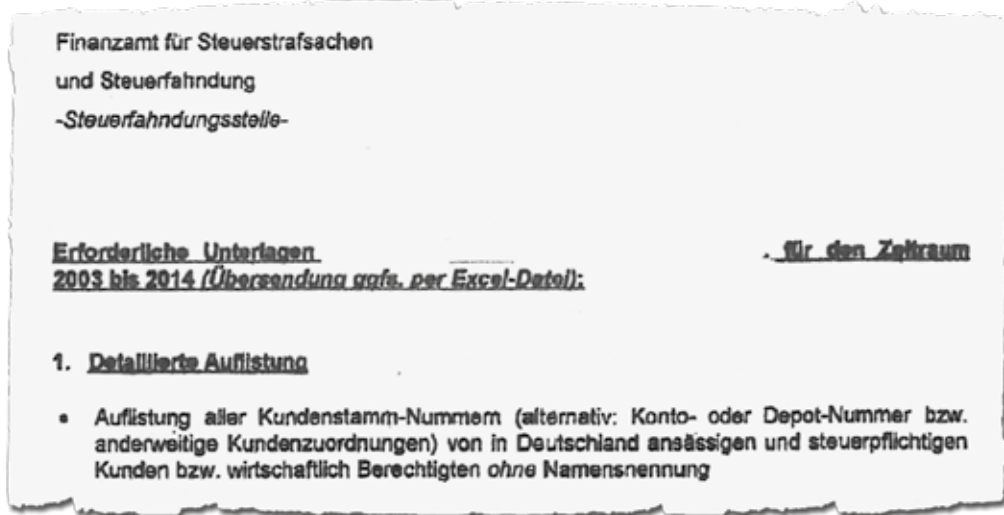 Finanzamt für Steuerstrafsachen
und Steuerfahndung
-Steuerfahndungsstelle-
Erforderliche Unterlagen für den Zeitraum
2003 bis 2014 (Übersendung ggfs. per Excel-Datei):
1. Detaillierte Auflistung
• Auflistung aller Kundenstamm-Nummern (alternativ: Konto- oder Depot-Nummer bzw.
anderweitige Kundenzuordnungen) von in Deutschland ansässigen und steuerpflichtigen
Kunden bzw. wirtschaftlich Berechtigten ohne Namensnennung